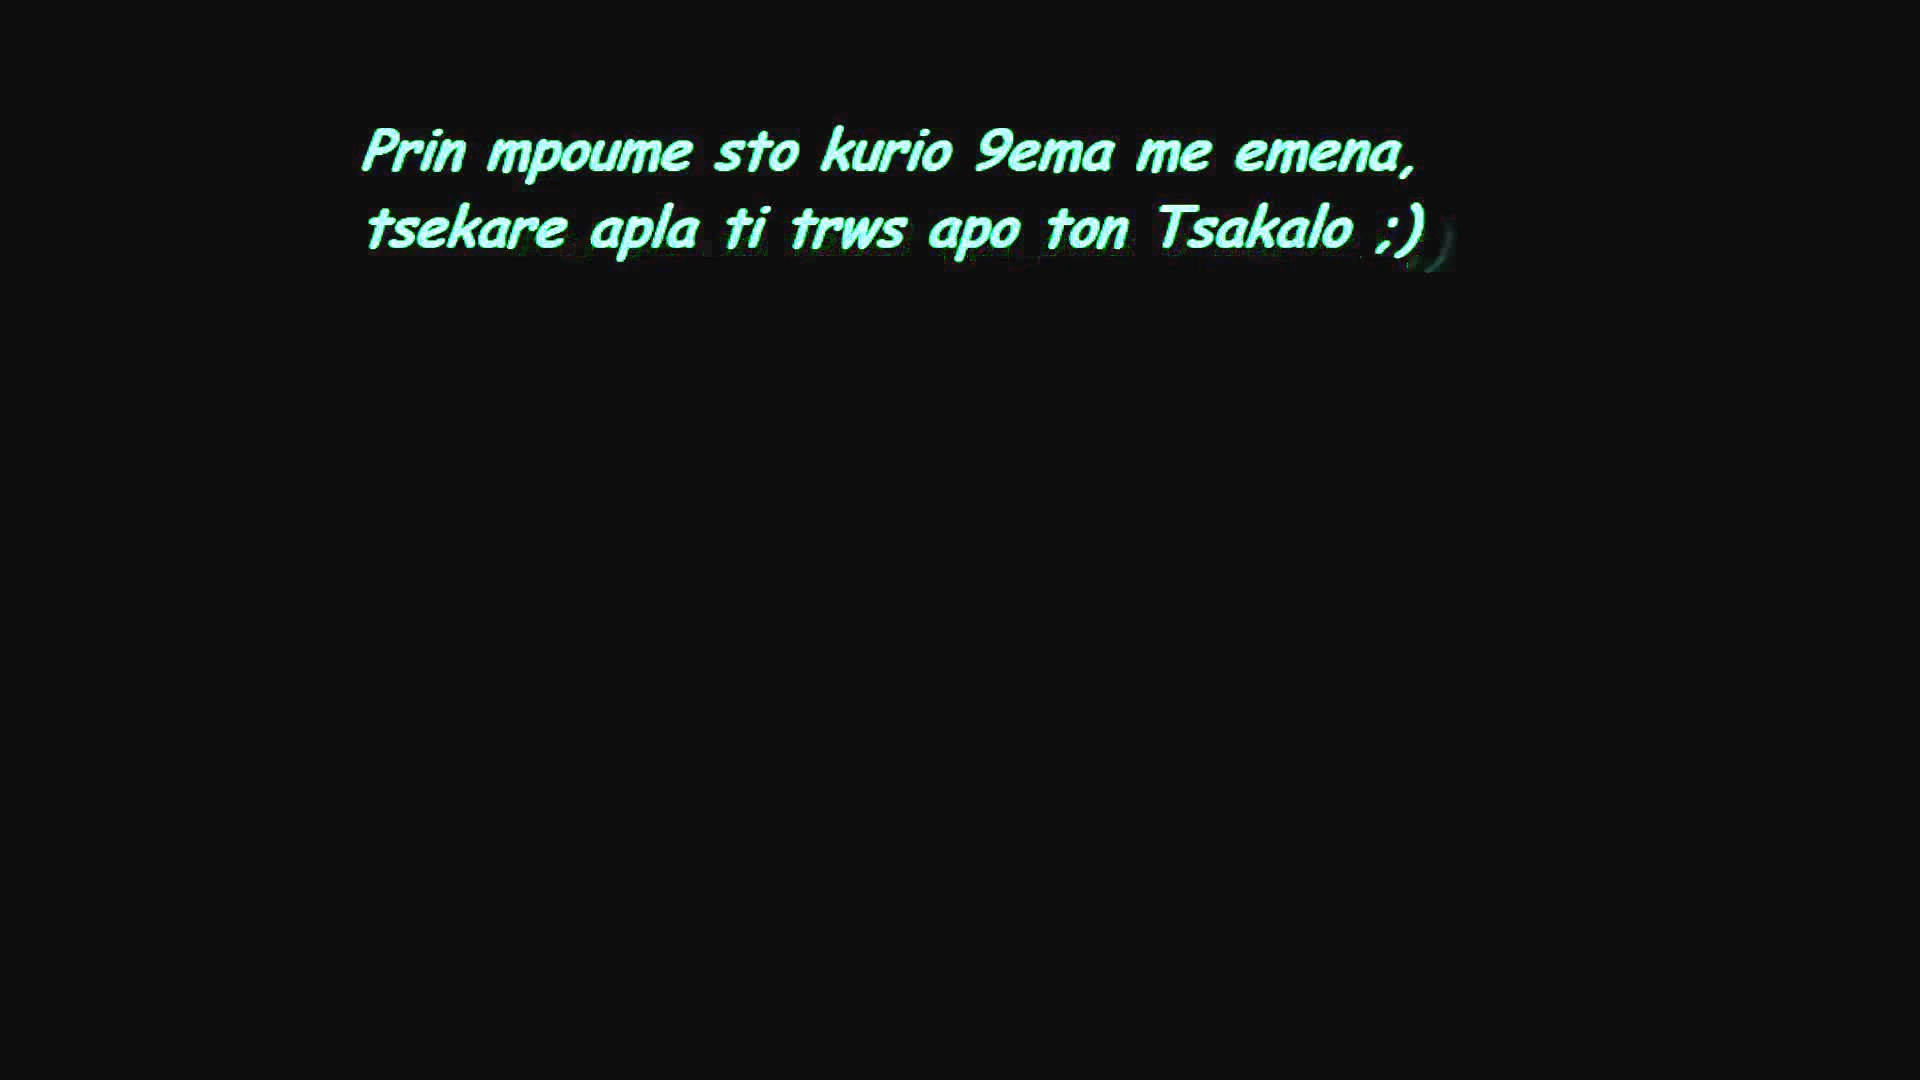 Prin mpoume sto kurio 9ema me emena,
tsekare apla ti trws apo ton Tsakalo ;)